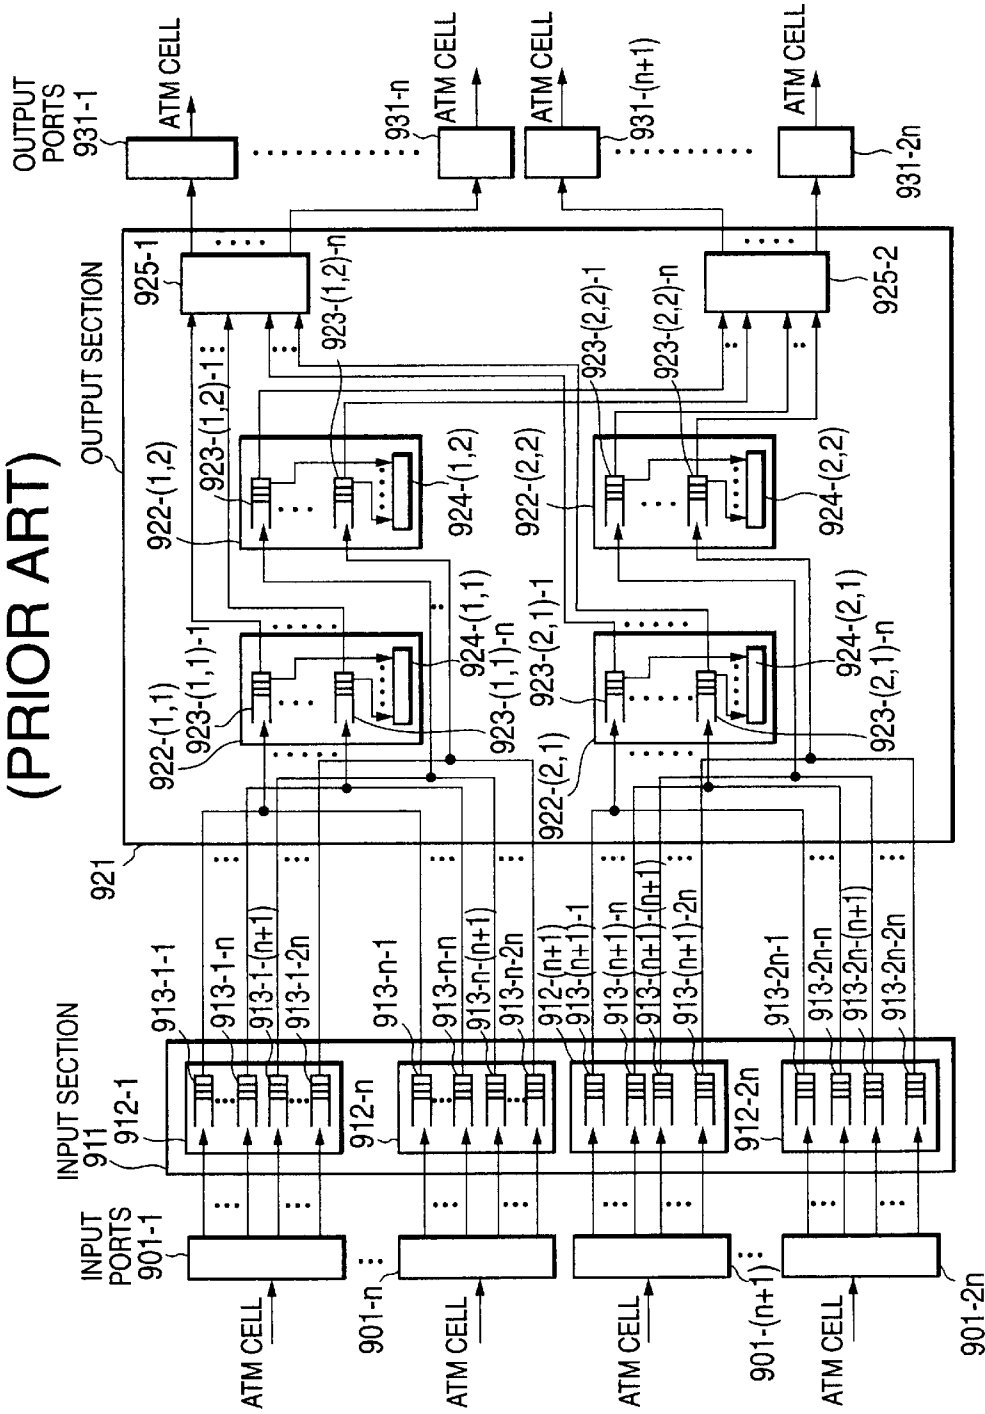 (PRIOR ART)
INPUT PORTS
901-1
901-n
901-(n+1)
901-2n
ATM CELL
ATM CELL
ATM CELL
ATM CELL
INPUT SECTION
911
912-1
912-n
912-(n+1)
912-2n
913-1-1
913-1-n
913-1-(n+1)
913-1-2n
913-n-1
913-n-n
913-n-(n+1)
913-n-2n
913-(n+1)-1
913-(n+1)-n
913-(n+1)-(n+1)
913-(n+1)-2n
913-2n-1
913-2n-n
913-2n-(n+1)
913-2n-2n
OUTPUT SECTION
921
922-(1,1)
923-(1,1)-1
923-(1,1)-n
924-(1,1)
922-(1,2)
923-(1,2)-1
923-(1,2)-n
924-(1,2)
922-(2,1)
923-(2,1)-1
923-(2,1)-n
924-(2,1)
922-(2,2)
923-(2,2)-1
923-(2,2)-n
924-(2,2)
925-1
925-2
OUTPUT PORTS
931-1
931-n
931-(n+1)
931-2n
ATM CELL
ATM CELL
ATM CELL
ATM CELL